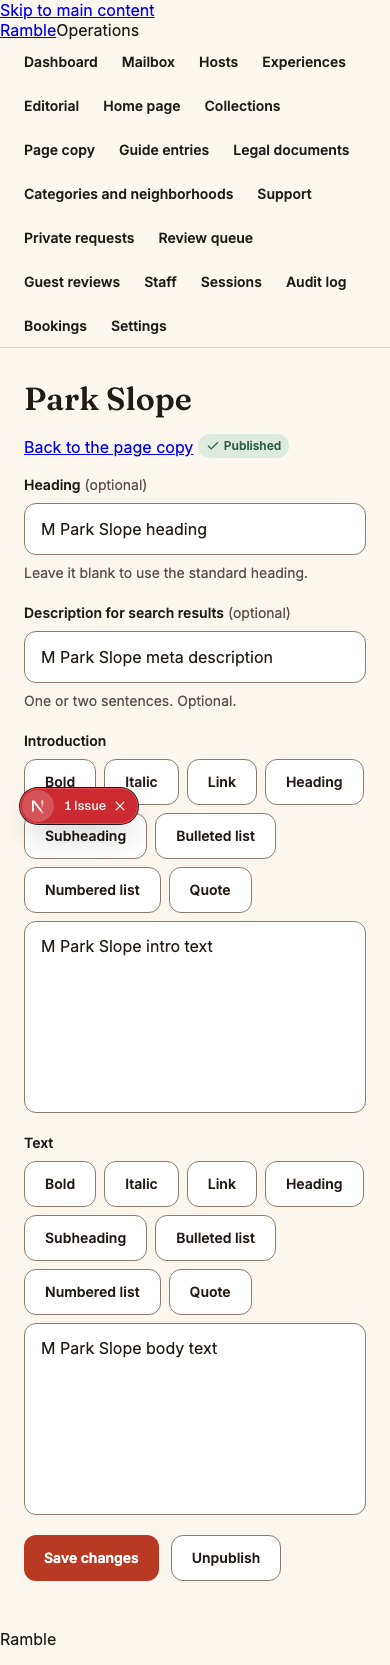 Skip to main content
RambleOperations
Dashboard Mailbox Hosts Experiences
Editorial Home page Collections
Page copy Guide entries Legal documents
Categories and neighborhoods Support
Private requests Review queue
Guest reviews Staff Sessions Audit log
Bookings Settings
Park Slope
Back to the page copy Published
Heading (optional)
M Park Slope heading
Leave it blank to use the standard heading.
Description for search results (optional)
M Park Slope meta description
One or two sentences. Optional.
Introduction
Bold Italic Link Heading
N 1 Issue
Subheading Bulleted list
Numbered list Quote
M Park Slope intro text
Text
Bold Italic Link Heading
Subheading Bulleted list
Numbered list Quote
M Park Slope body text
Save changes Unpublish
Ramble